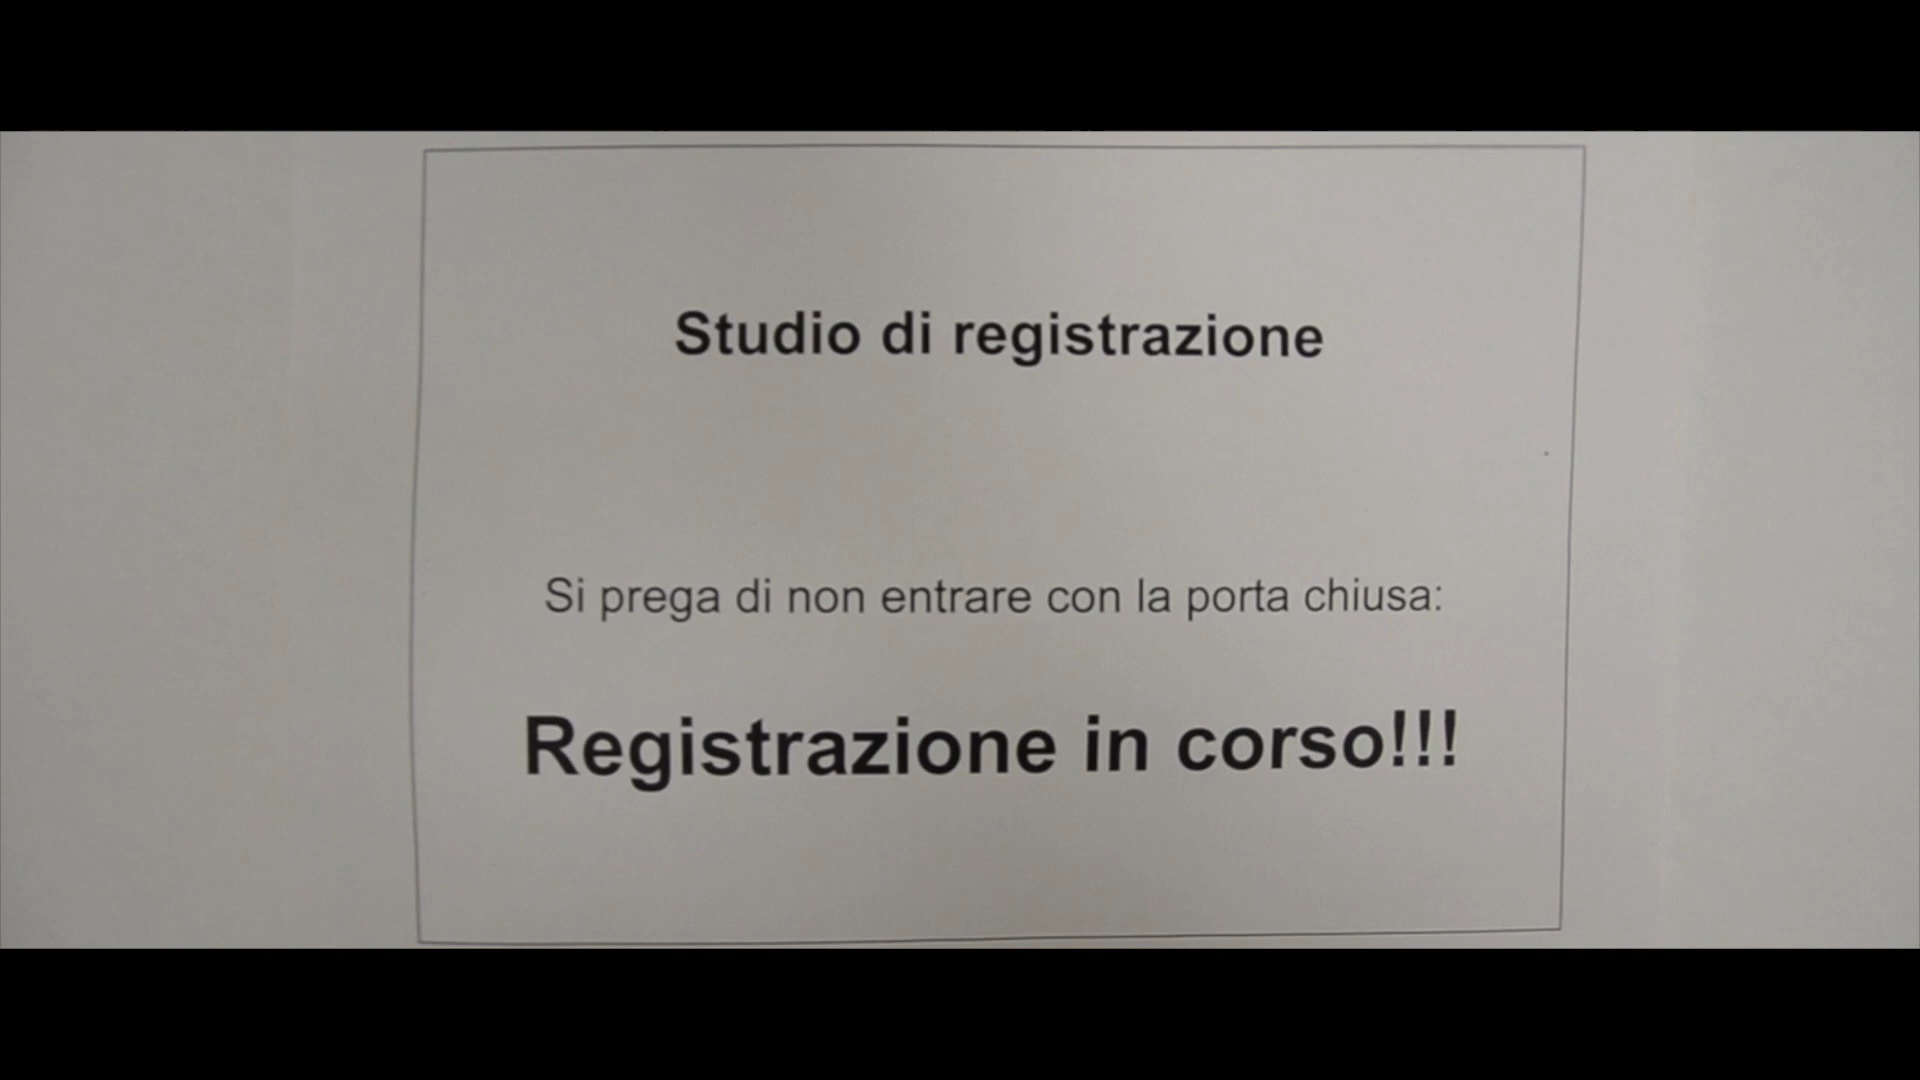 Studio di registrazione
Si prega di non entrare con la porta chiusa:
Registrazione in corso!!!